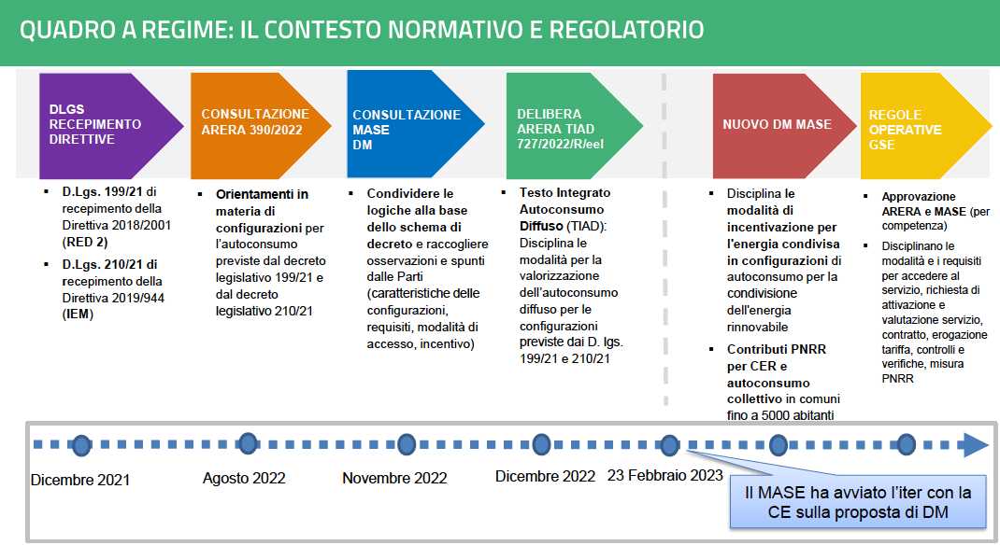 QUADRO A REGIME: IL CONTESTO NORMATIVO E REGOLATORIO
DLGS
RECEPIMENTO
DIRETTIVE
▪ D.Lgs. 199/21 di
recepimento della
Direttiva 2018/2001
(RED 2)
▪ D.Lgs. 210/21 di
recepimento della
Direttiva 2019/944
(IEM)
CONSULTAZIONE
ARERA 390/2022
▪ Orientamenti in
materia di
configurazioni per
l'autoconsumo
previste dal decreto
legislativo 199/21 e
dal decreto
legislativo 210/21
CONSULTAZIONE
MASE
DM
▪ Condividere le
logiche alla base
dello schema di
decreto e raccogliere
osservazioni e spunti
dalle Parti
(caratteristiche delle
configurazioni,
requisiti, modalità di
accesso, incentivo)
DELIBERA
ARERA TIAD
727/2022/R/eel
▪ Testo Integrato
Autoconsumo
Diffuso (TIAD):
Disciplina le
modalità per la
valorizzazione
dell'autoconsumo
diffuso per le
configurazioni
previste dai D. lgs.
199/21 e 210/21
NUOVO DM MASE
▪ Disciplina le
modalità di
incentivazione per
l'energia condivisa
in configurazioni di
autoconsumo per la
condivisione
dell'energia
rinnovabile
▪ Contributi PNRR
per CER e
autoconsumo
collettivo in comuni
fino a 5000 abitanti
REGOLE
OPERATIVE
GSE
▪ Approvazione
ARERA e MASE (per
competenza)
▪ Disciplinano le
modalità e i requisiti
per accedere al
servizio, richiesta di
attivazione e
valutazione servizio,
contratto, erogazione
tariffa, controlli e
verifiche, misura
PNRR
Dicembre 2021
Agosto 2022
Novembre 2022
Dicembre 2022
23 Febbraio 2023
Il MASE ha avviato l'iter con la
CE sulla proposta di DM